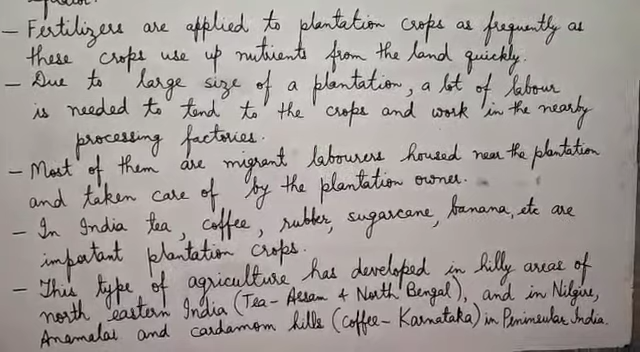 - Fertilizers are applied to plantation crops as frequently as
these crops use up nutrients from the land quickly.
- Due to large size of a plantation, a lot of labour
is needed to tend to the crops and work in the nearby
processing factories.
- Most of them are migrant labourers housed near the plantation
and taken care of by the plantation owner.
- In India tea, coffee, rubber, sugarcane, banana, etc are
important plantation crops.
- This type of agriculture has developed in hilly areas of
north eastern India (Tea- Assam & North Bengal), and in Nilgiri,
Anamalai and cardamom hills (coffee- Karnataka) in Peninsular India.